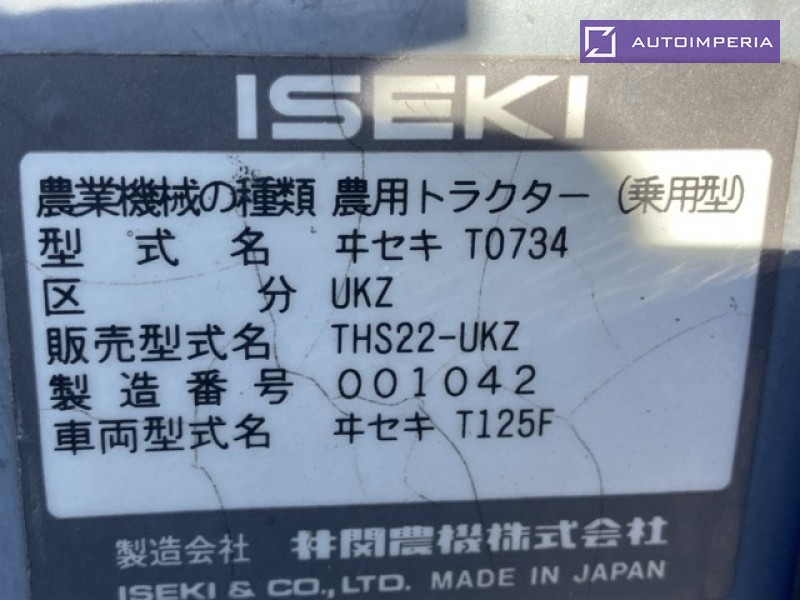 AUTOIMPERIA
ISEKI
農業機械の種類 農用トラクター (乗用型)
型式名 ヰセキ T0734
区分 UKZ
販売型式名 THS22-UKZ
製造番号 001042
車両型式名 ヰセキ T125F
製造会社 井関農機株式会社
ISEKI & CO., LTD. MADE IN JAPAN